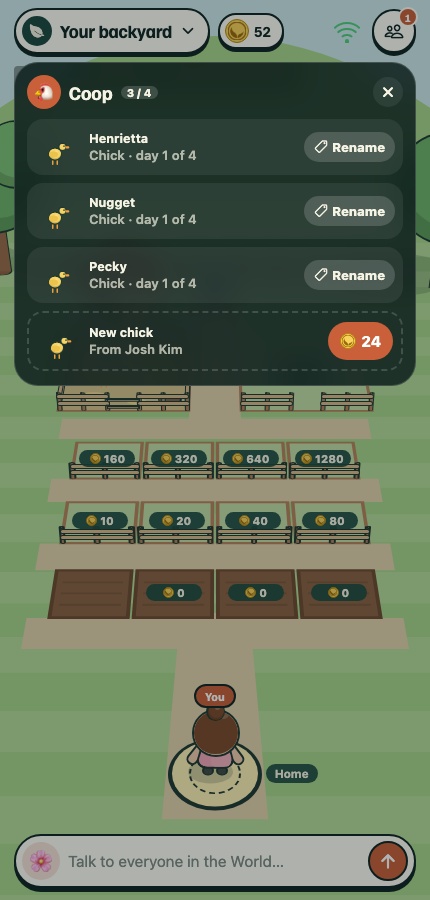 Your backyard
52
1
Coop
3 / 4
Henrietta
Chick · day 1 of 4
Rename
Nugget
Chick · day 1 of 4
Rename
Pecky
Chick · day 1 of 4
Rename
New chick
From Josh Kim
24
160
320
640
1280
10
20
40
80
0
0
0
You
Home
Talk to everyone in the World...